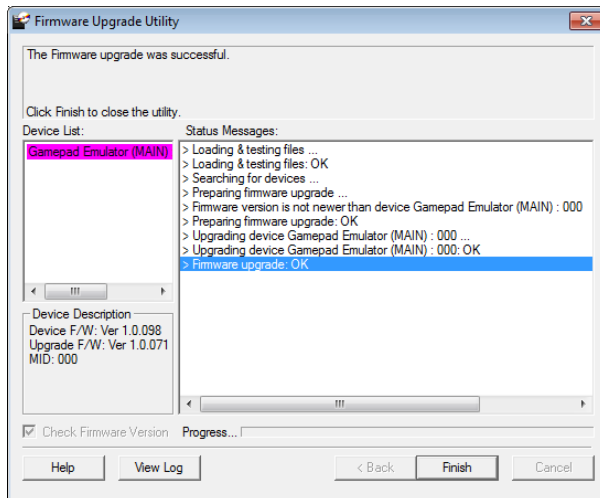 Firmware Upgrade Utility
The Firmware upgrade was successful.
Click Finish to close the utility.
Device List:
Gamepad Emulator (MAIN)
Status Messages:
> Loading & testing files ...
> Loading & testing files: OK
> Searching for devices ...
> Preparing firmware upgrade ...
> Firmware version is not newer than device Gamepad Emulator (MAIN) : 000
> Preparing firmware upgrade: OK
> Upgrading device Gamepad Emulator (MAIN) : 000 ...
> Upgrading device Gamepad Emulator (MAIN) : 000: OK
> Firmware upgrade: OK
Device Description
Device F/W: Ver 1.0.098
Upgrade F/W: Ver 1.0.071
MID: 000
Check Firmware Version
Progress...
Help
View Log
< Back
Finish
Cancel